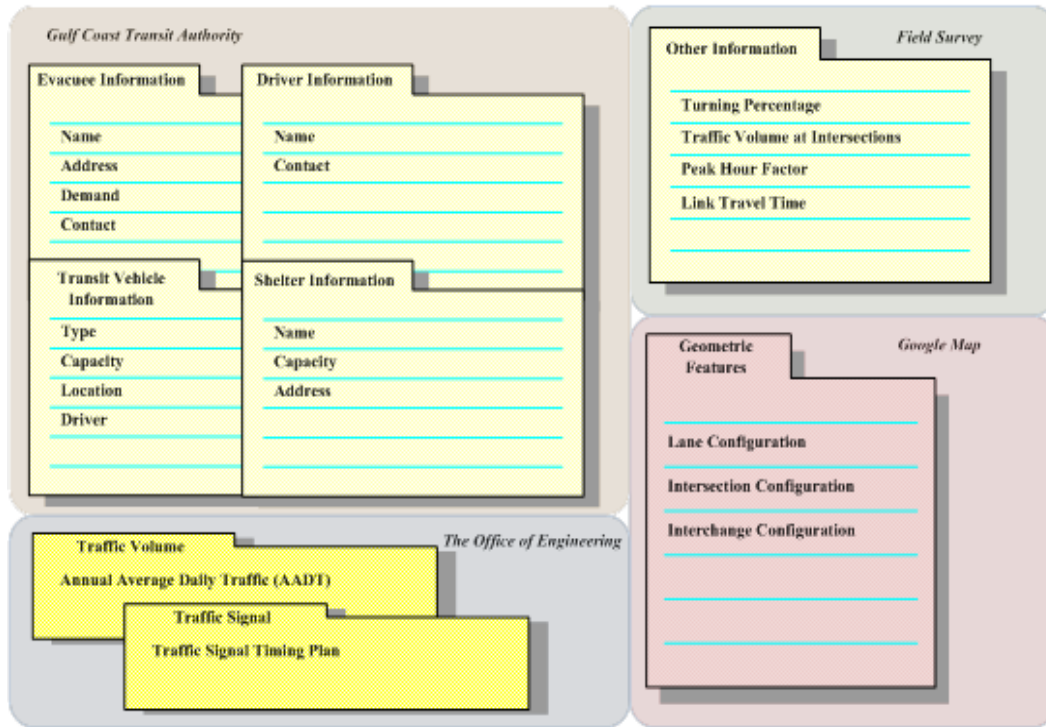 Gulf Coast Transit Authority
Evacuee Information
Name
Address
Demand
Contact
Driver Information
Name
Contact
Transit Vehicle
Information
Type
Capacity
Location
Driver
Shelter Information
Name
Capacity
Address
Field Survey
Other Information
Turning Percentage
Traffic Volume at Intersections
Peak Hour Factor
Link Travel Time
Google Map
Geometric
Features
Lane Configuration
Intersection Configuration
Interchange Configuration
The Office of Engineering
Traffic Volume
Annual Average Daily Traffic (AADT)
Traffic Signal
Traffic Signal Timing Plan